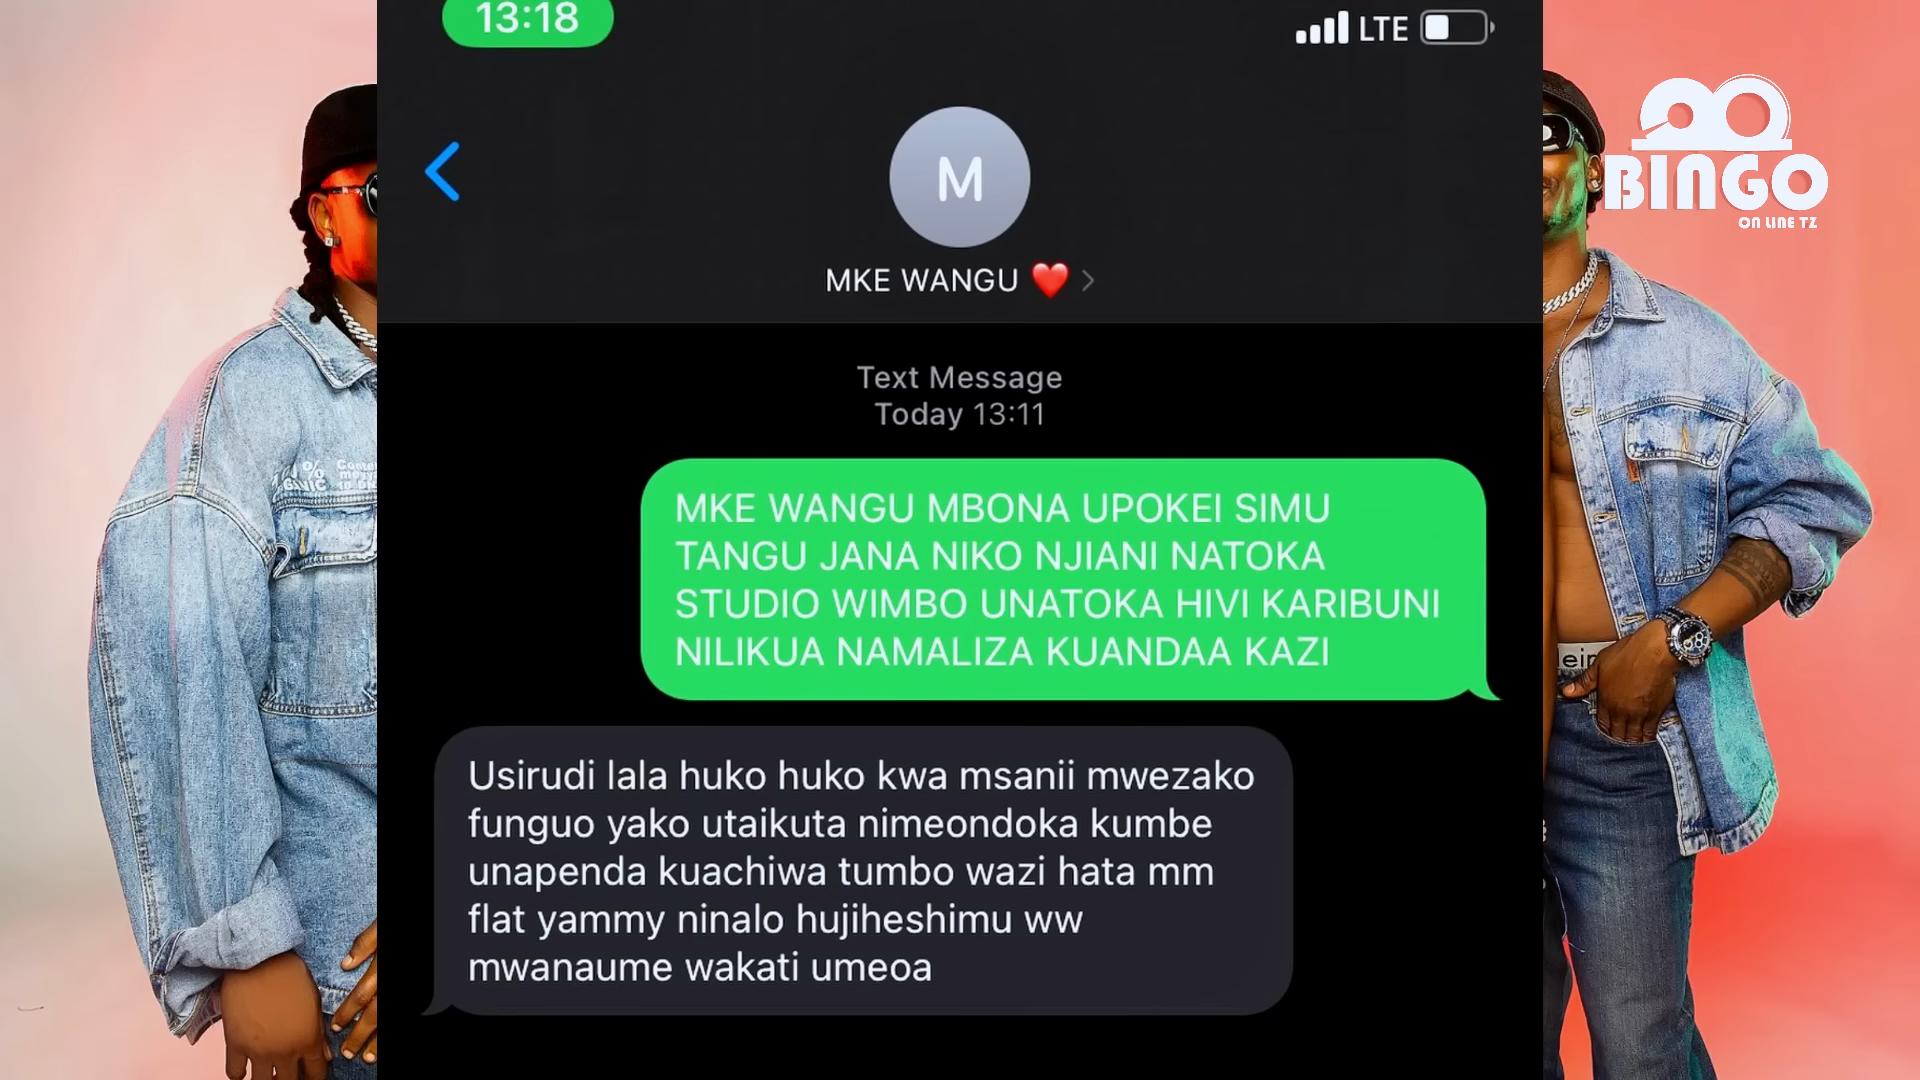 13:18
LTE
BINGO
ON LINE TZ
M
MKE WANGU ❤️
Text Message
Today 13:11
MKE WANGU MBONA UPOKEI SIMU
TANGU JANA NIKO NJIANI NATOKA
STUDIO WIMBO UNATOKA HIVI KARIBUNI
NILIKUA NAMALIZA KUANDAA KAZI
Usirudi lala huko huko kwa msanii mwezako
funguo yako utaikuta nimeondoka kumbe
unapenda kuachiwa tumbo wazi hata mm
flat yammy ninalo hujiheshimu ww
mwanaume wakati umeoa